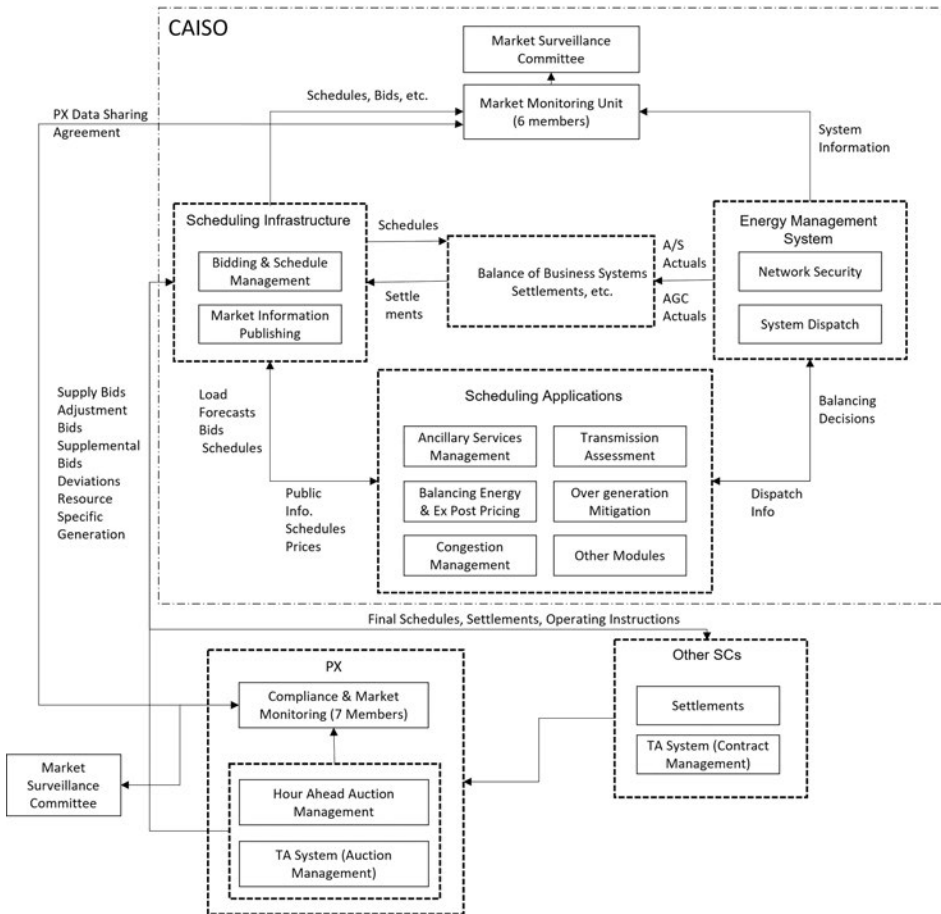 CAISO
Market Surveillance
Committee
Schedules, Bids, etc.
Market Monitoring Unit
(6 members)
PX Data Sharing
Agreement
System
Information
Scheduling Infrastructure
Bidding & Schedule
Management
Market Information
Publishing
Schedules
Settle
ments
Balance of Business Systems
Settlements, etc.
A/S
Actuals
AGC
Actuals
Energy Management
System
Network Security
System Dispatch
Supply Bids
Adjustment
Bids
Supplemental
Bids
Deviations
Resource
Specific
Generation
Load
Forecasts
Bids
Schedules
Public
Info.
Schedules
Prices
Scheduling Applications
Ancillary Services
Management
Transmission
Assessment
Balancing Energy
& Ex Post Pricing
Over generation
Mitigation
Congestion
Management
Other Modules
Balancing
Decisions
Dispatch
Info
Final Schedules, Settlements, Operating Instructions
PX
Compliance & Market
Monitoring (7 Members)
Hour Ahead Auction
Management
TA System (Auction
Management)
Other SCs
Settlements
TA System (Contract
Management)
Market
Surveillance
Committee